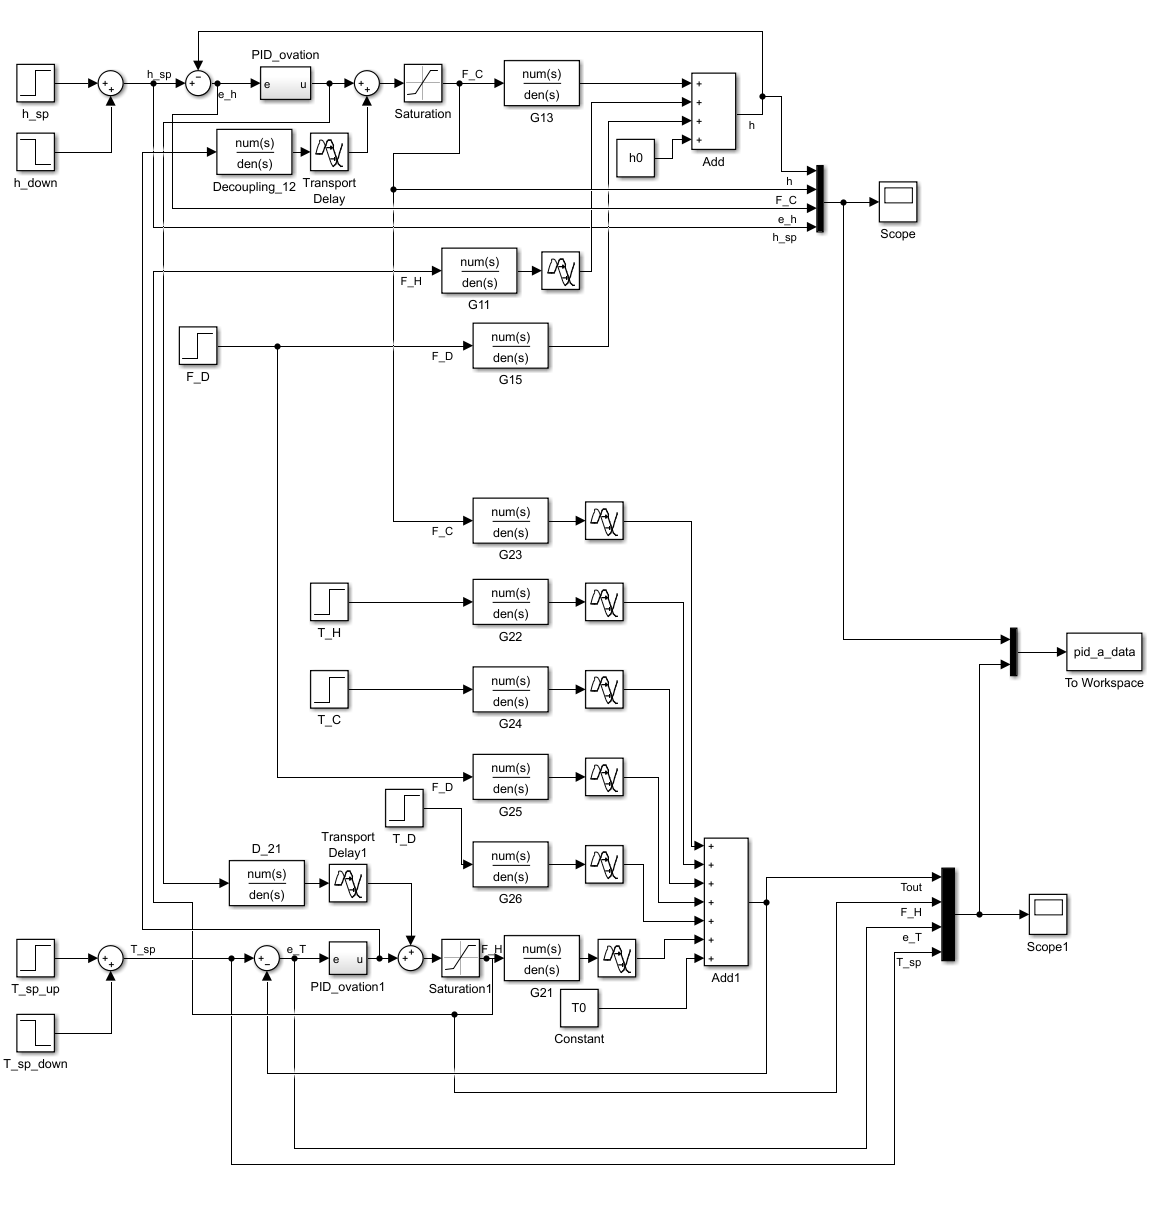 PID_ovation
h_sp
e
u
F_C
num(s)
den(s)
Saturation
G13
h_sp
e_h
h
h_down
num(s)
den(s)
Decoupling_12
Transport
Delay
h0
Add
h
F_C
e_h
h_sp
Scope
F_H
num(s)
den(s)
G11
F_D
F_D
num(s)
den(s)
G15
F_C
num(s)
den(s)
G23
T_H
num(s)
den(s)
G22
pid_a_data
To Workspace
T_C
num(s)
den(s)
G24
F_D
num(s)
den(s)
G25
T_D
Transport
Delay1
D_21
num(s)
den(s)
num(s)
den(s)
G26
Tout
F_H
e_T
T_sp
Scope1
T_sp
e_T
e
u
F_H
num(s)
den(s)
Add1
T_sp_up
PID_ovation1
Saturation1
G21
T0
Constant
T_sp_down